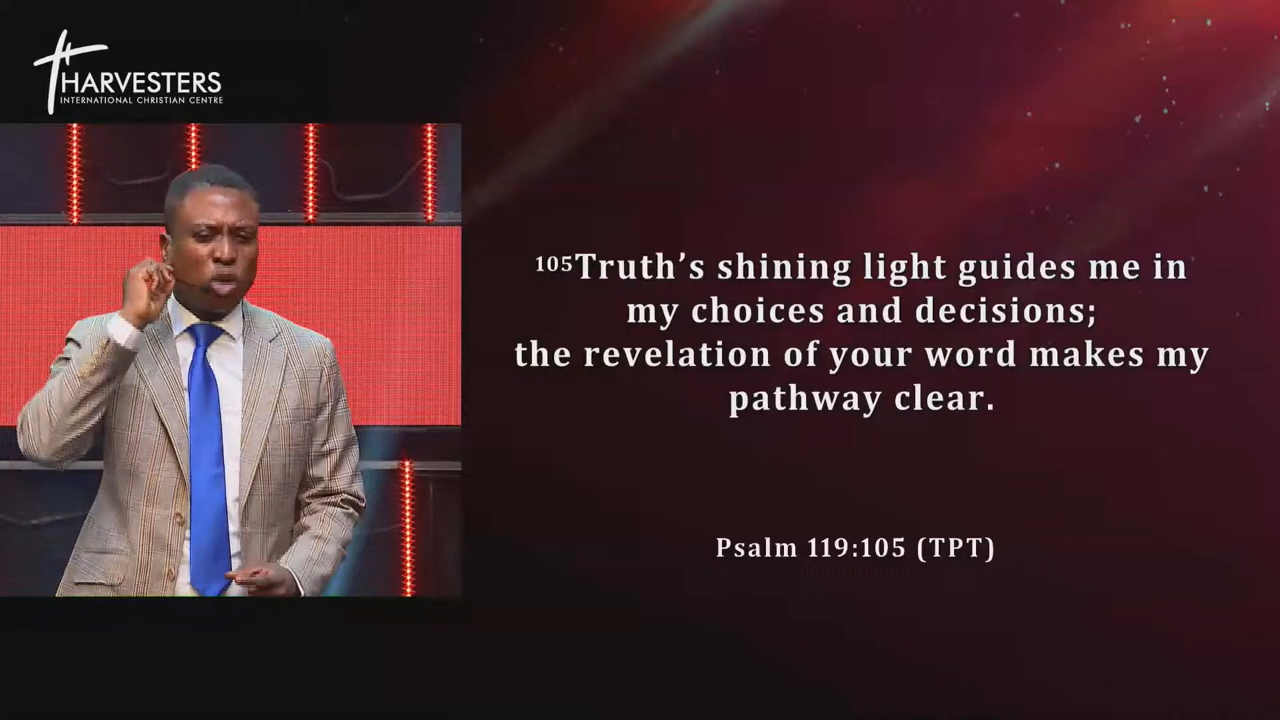 HARVESTERS
INTERNATIONAL CHRISTIAN CENTRE
105Truth’s shining light guides me in
my choices and decisions;
the revelation of your word makes my
pathway clear.
Psalm 119:105 (TPT)